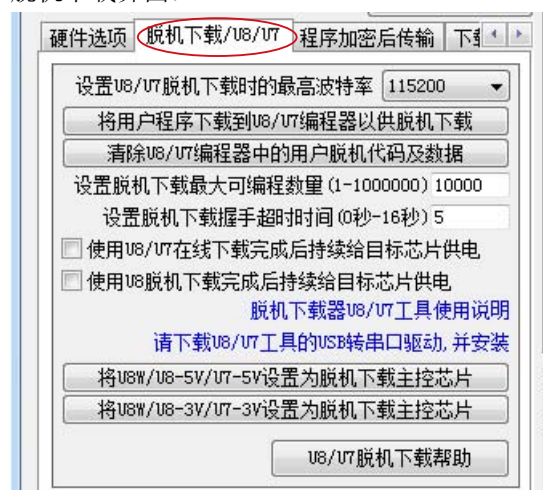 硬件选项 脱机下载/U8/U7 程序加密后传输
设置U8/U7脱机下载时的最高波特率 115200
将用户程序下载到U8/U7编程器以供脱机下载
清除U8/U7编程器中的用户脱机代码及数据
设置脱机下载最大可编程数量(1-1000000) 10000
设置脱机下载握手超时时间(0秒-16秒) 5
使用U8/U7在线下载完成后持续给目标芯片供电
使用U8脱机下载完成后持续给目标芯片供电
脱机下载器U8/U7工具使用说明
请下载U8/U7工具的USB转串口驱动,并安装
将U8W/U8-5V/U7-5V设置为脱机下载主控芯片
将U8W/U8-3V/U7-3V设置为脱机下载主控芯片
U8/U7脱机下载帮助